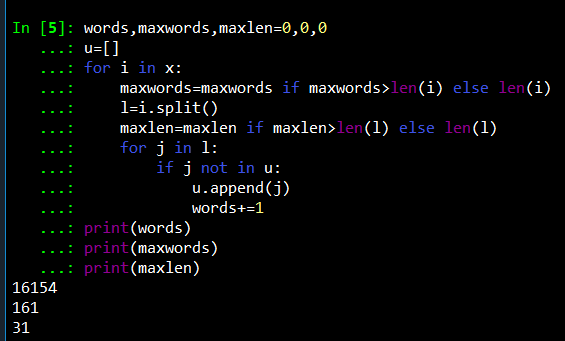 In [5]: words,maxwords,maxlen=0,0,0
   ...: u=[]
   ...: for i in x:
   ...:     maxwords=maxwords if maxwords>len(i) else len(i)
   ...:     l=i.split()
   ...:     maxlen=maxlen if maxlen>len(l) else len(l)
   ...:     for j in l:
   ...:         if j not in u:
   ...:             u.append(j)
   ...:             words+=1
   ...: print(words)
   ...: print(maxwords)
   ...: print(maxlen)
16154
161
31